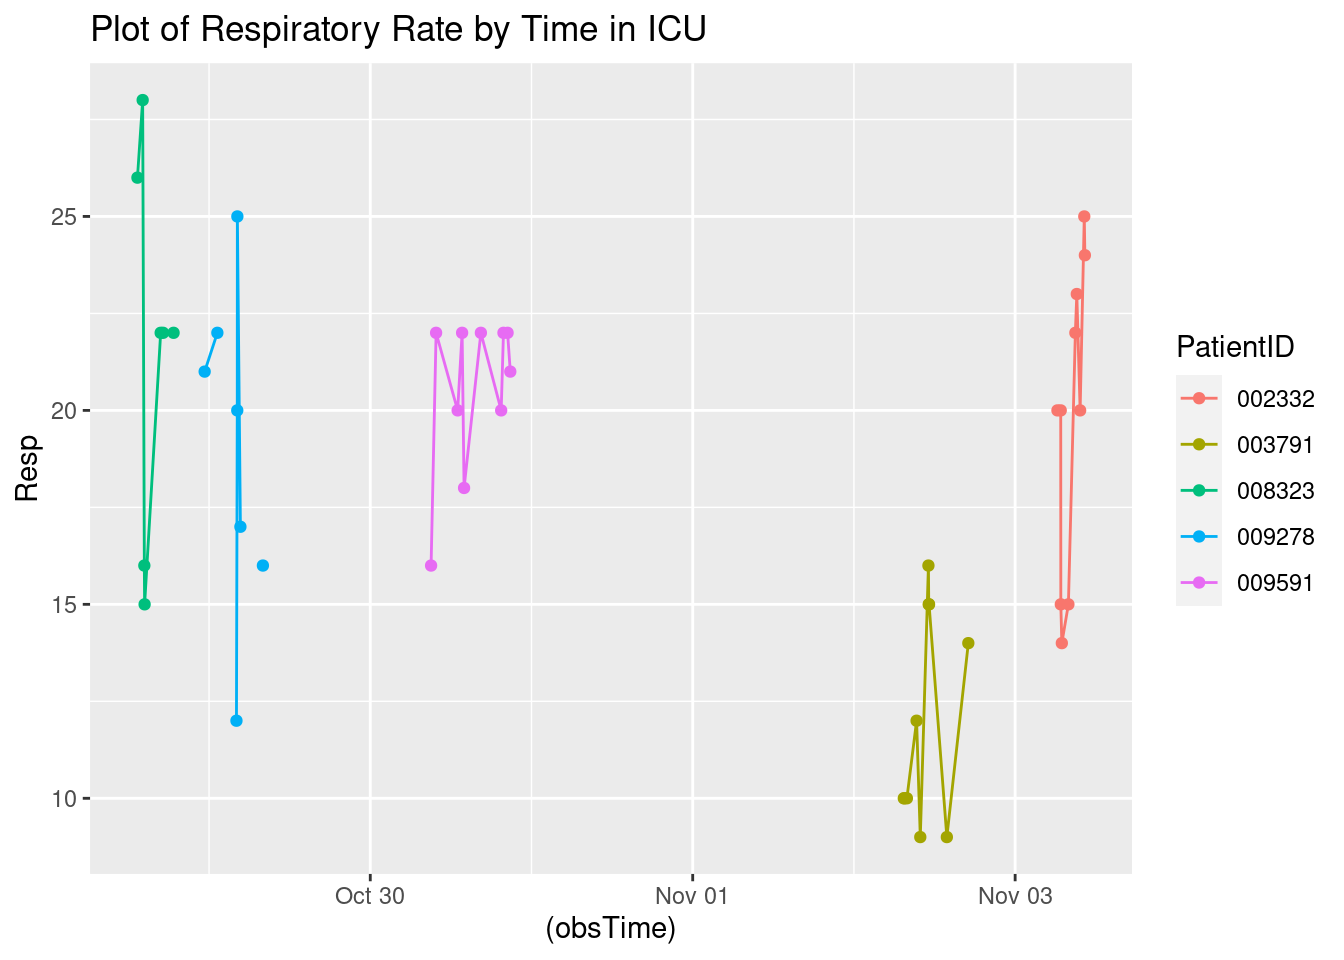 Plot of Respiratory Rate by Time in ICU
Resp
25
20
15
10
Oct 30 Nov 01 Nov 03
(obsTime)
PatientID
002332
003791
008323
009278
009591